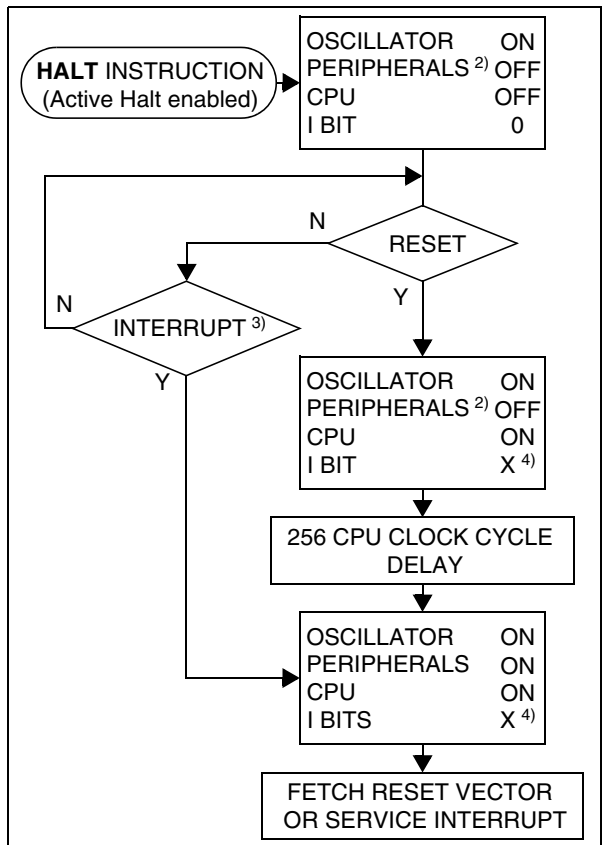 HALT INSTRUCTION
(Active Halt enabled)
OSCILLATOR ON
PERIPHERALS 2) OFF
CPU OFF
I BIT 0
N
RESET
Y
N
INTERRUPT 3)
Y
OSCILLATOR ON
PERIPHERALS 2) OFF
CPU ON
I BIT X 4)
256 CPU CLOCK CYCLE
DELAY
OSCILLATOR ON
PERIPHERALS ON
CPU ON
I BITS X 4)
FETCH RESET VECTOR
OR SERVICE INTERRUPT